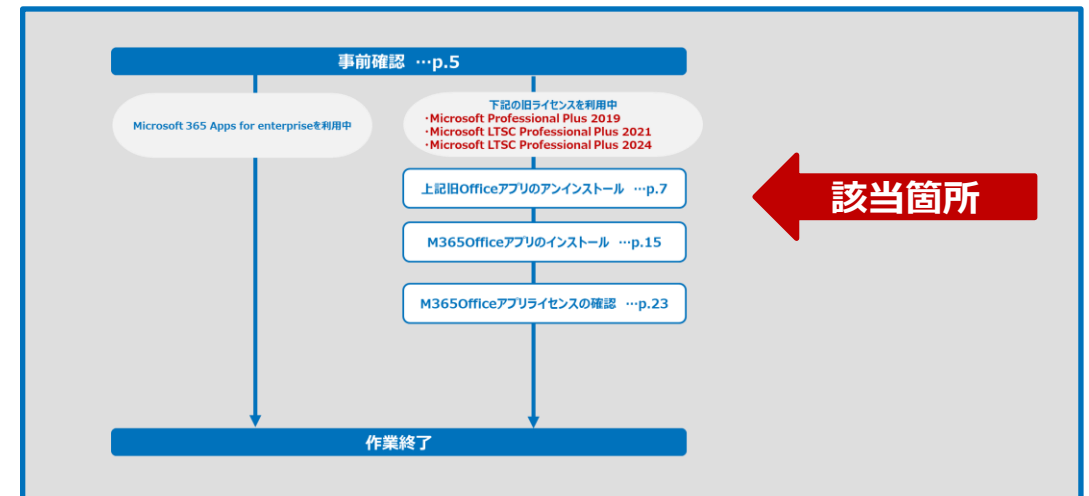 事前確認 …p.5
Microsoft 365 Apps for enterpriseを利用中
下記の旧ライセンスを利用中
・Microsoft Professional Plus 2019
・Microsoft LTSC Professional Plus 2021
・Microsoft LTSC Professional Plus 2024
上記旧Officeアプリのアンインストール …p.7
該当箇所
M365Officeアプリのインストール …p.15
M365Officeアプリライセンスの確認 …p.23
作業終了